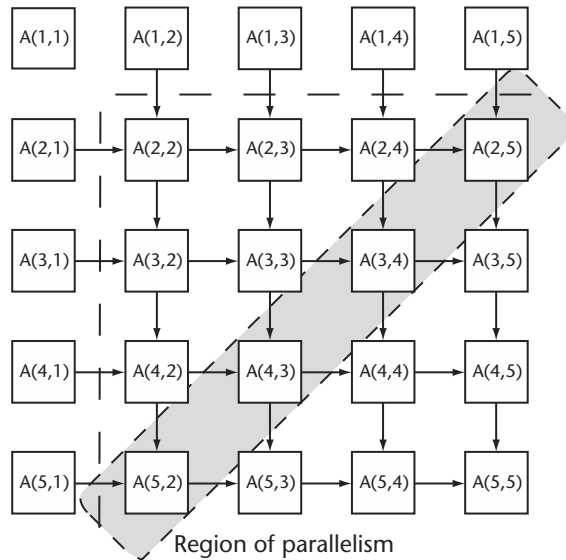 A(1,1) A(1,2) A(1,3) A(1,4) A(1,5)
A(2,1) A(2,2) A(2,3) A(2,4) A(2,5)
A(3,1) A(3,2) A(3,3) A(3,4) A(3,5)
A(4,1) A(4,2) A(4,3) A(4,4) A(4,5)
A(5,1) A(5,2) A(5,3) A(5,4) A(5,5)
Region of parallelism